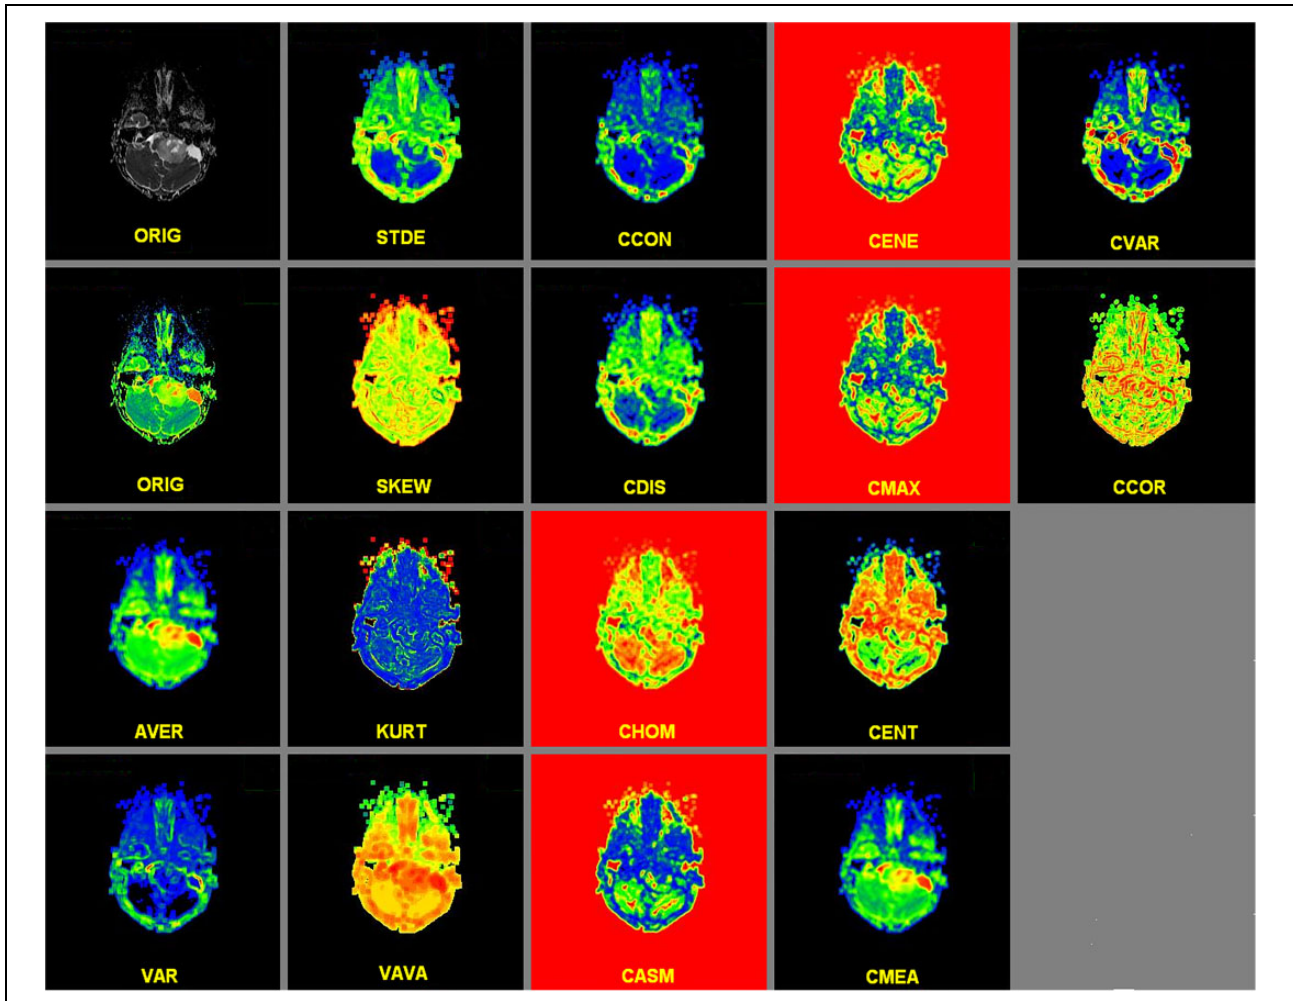 ORIG
STDE
CCON
CENE
CVAR
ORIG
SKEW
CDIS
CMAX
CCOR
AVER
KURT
CHOM
CENT
VAR
VAVA
CASM
CMEA